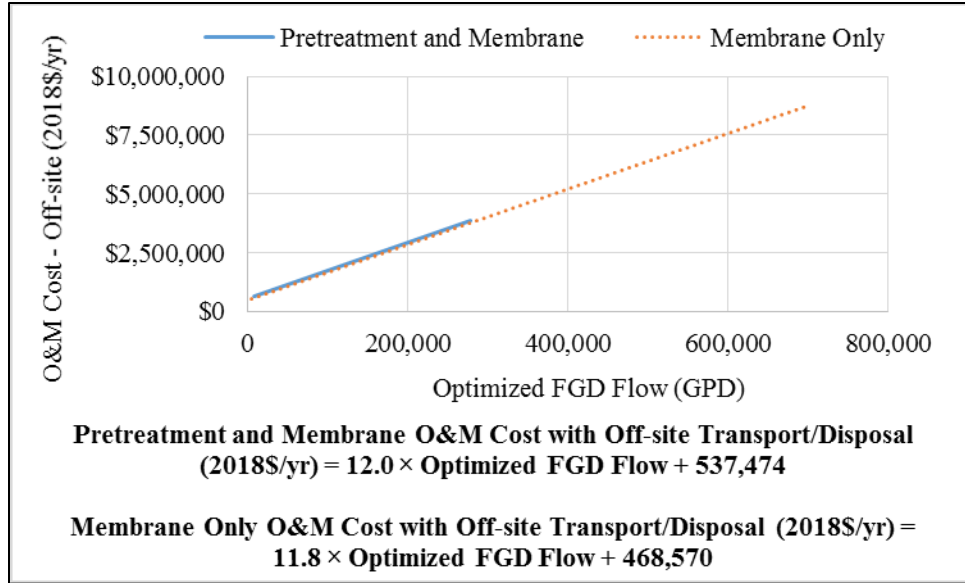 Pretreatment and Membrane
Membrane Only
O&M Cost - Off-site (2018$/yr)
$10,000,000
$7,500,000
$5,000,000
$2,500,000
$0
0
200,000
400,000
600,000
800,000
Optimized FGD Flow (GPD)
Pretreatment and Membrane O&M Cost with Off-site Transport/Disposal
(2018$/yr) = 12.0 × Optimized FGD Flow + 537,474
Membrane Only O&M Cost with Off-site Transport/Disposal (2018$/yr) =
11.8 × Optimized FGD Flow + 468,570